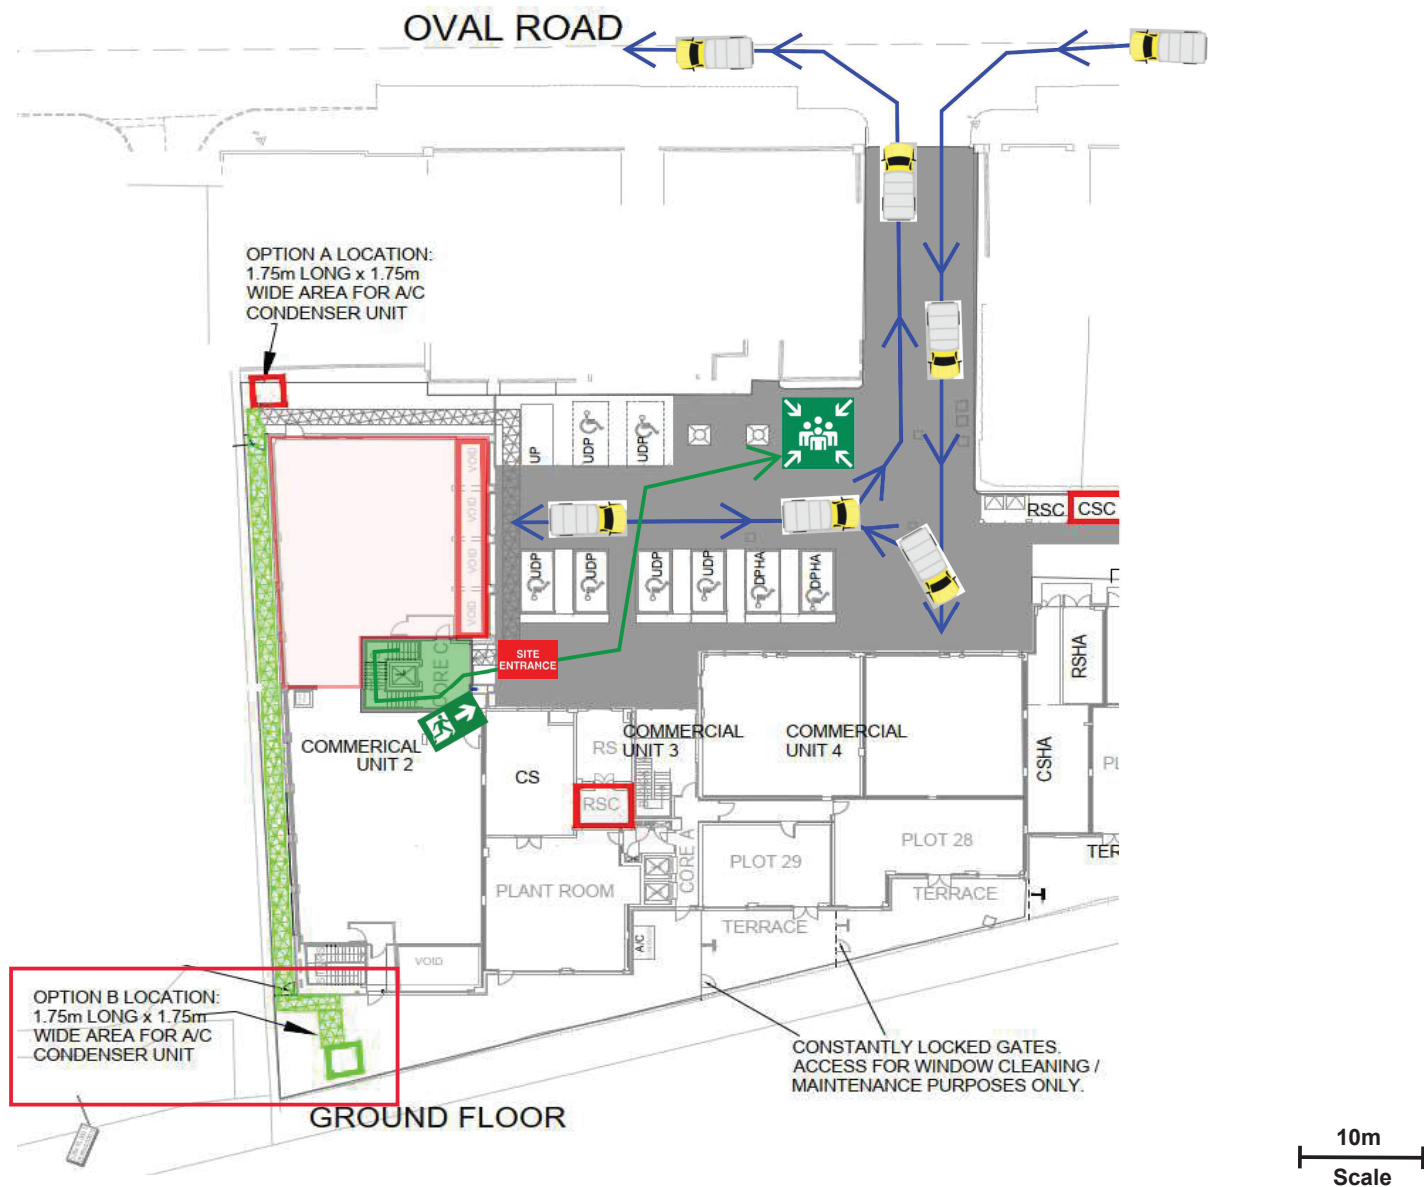 OVAL ROAD
OPTION A LOCATION:
1.75m LONG x 1.75m
WIDE AREA FOR A/C
CONDENSER UNIT
UP
UDP
UDP
VOID
VOID
VOID
VOID
RSC
CSC
UDP
UDP
UDP
UDP
DPHA
DPHA
CORE C
SITE
ENTRANCE
RSHA
COMMERICAL
UNIT 2
CS
RS
COMMERCIAL
UNIT 3
COMMERCIAL
UNIT 4
CSHA
PL
RSC
PLOT 29
PLOT 28
TER
CORE A
PLANT ROOM
TERRACE
TERRACE
A/C
VOID
OPTION B LOCATION:
1.75m LONG x 1.75m
WIDE AREA FOR A/C
CONDENSER UNIT
CONSTANTLY LOCKED GATES.
ACCESS FOR WINDOW CLEANING /
MAINTENANCE PURPOSES ONLY.
GROUND FLOOR
10m
Scale